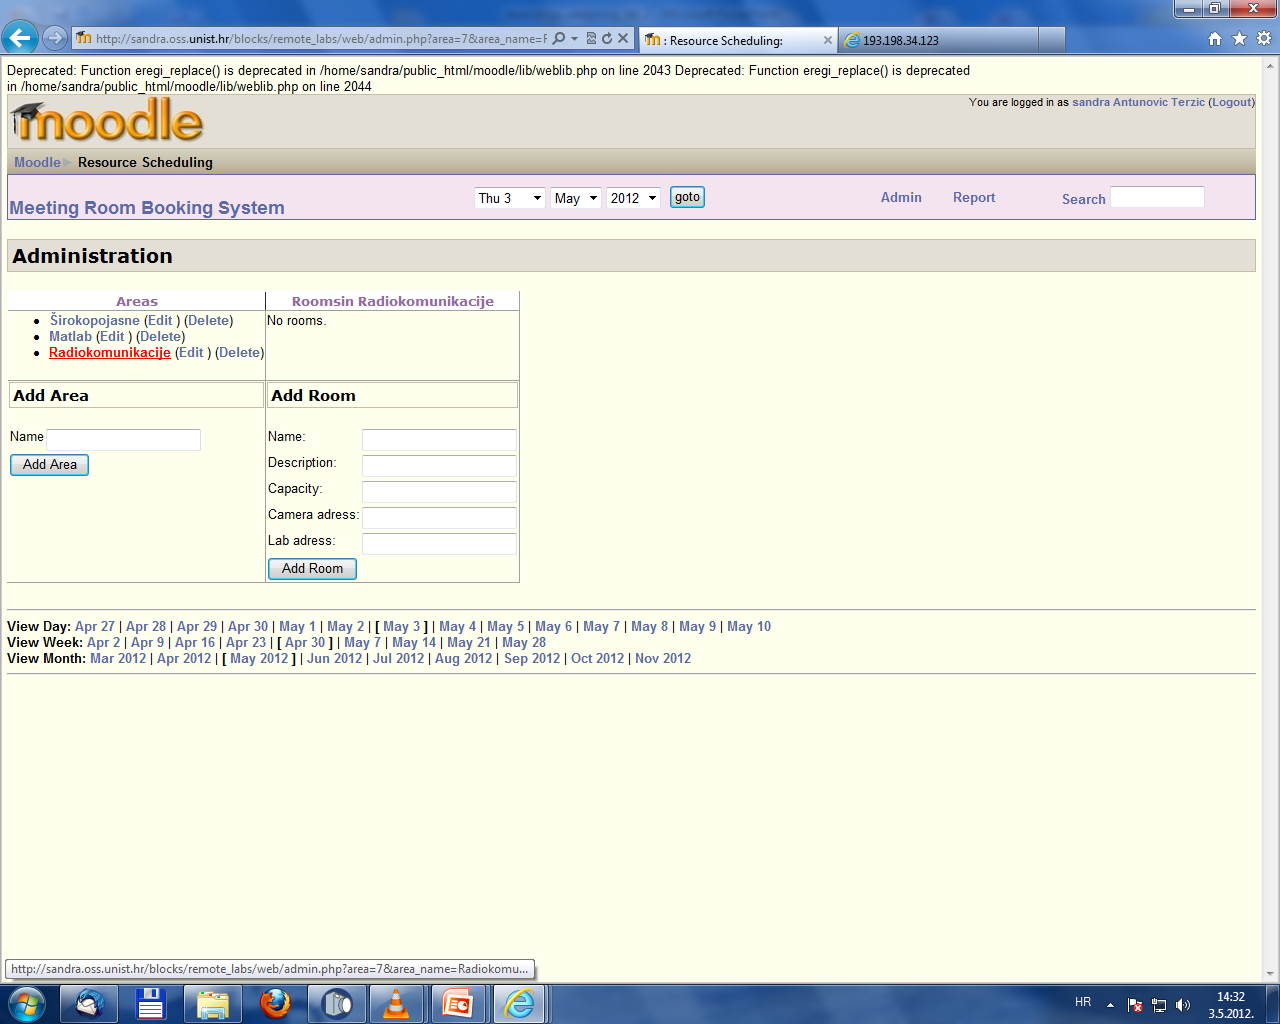 http://sandra.oss.unist.hr/blocks/remote_labs/web/admin.php?area=7&area_name=F
: Resource Scheduling:
193.198.34.123
Deprecated: Function eregi_replace() is deprecated in /home/sandra/public_html/moodle/lib/weblib.php on line 2043 Deprecated: Function eregi_replace() is deprecated
in /home/sandra/public_html/moodle/lib/weblib.php on line 2044
moodle
You are logged in as sandra Antunovic Terzic (Logout)
Moodle Resource Scheduling
Meeting Room Booking System
Thu 3 May 2012 goto
Admin Report Search
Administration
Areas Roomsin Radiokomunikacije
Širokopojasne (Edit ) (Delete) No rooms.
Matlab (Edit ) (Delete)
Radiokomunikacije (Edit ) (Delete)
Add Area Add Room
Name Name:
Add Area Description:
Capacity:
Camera adress:
Lab adress:
Add Room
View Day: Apr 27 | Apr 28 | Apr 29 | Apr 30 | May 1 | May 2 | [ May 3 ] | May 4 | May 5 | May 6 | May 7 | May 8 | May 9 | May 10
View Week: Apr 2 | Apr 9 | Apr 16 | Apr 23 | [ Apr 30 ] | May 7 | May 14 | May 21 | May 28
View Month: Mar 2012 | Apr 2012 | [ May 2012 ] | Jun 2012 | Jul 2012 | Aug 2012 | Sep 2012 | Oct 2012 | Nov 2012
http://sandra.oss.unist.hr/blocks/remote_labs/web/admin.php?area=7&area_name=Radiokomu...
HR
14:32
3.5.2012.